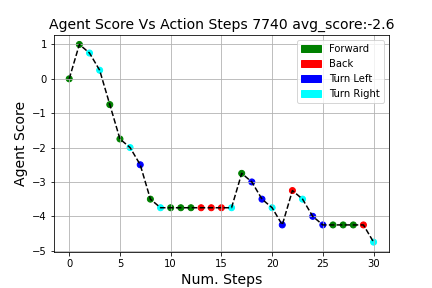 Agent Score Vs Action Steps 7740 avg_score:-2.6
Forward
Back
Turn Left
Turn Right
Agent Score
1
0
−1
−2
−3
−4
−5
0 5 10 15 20 25 30
Num. Steps